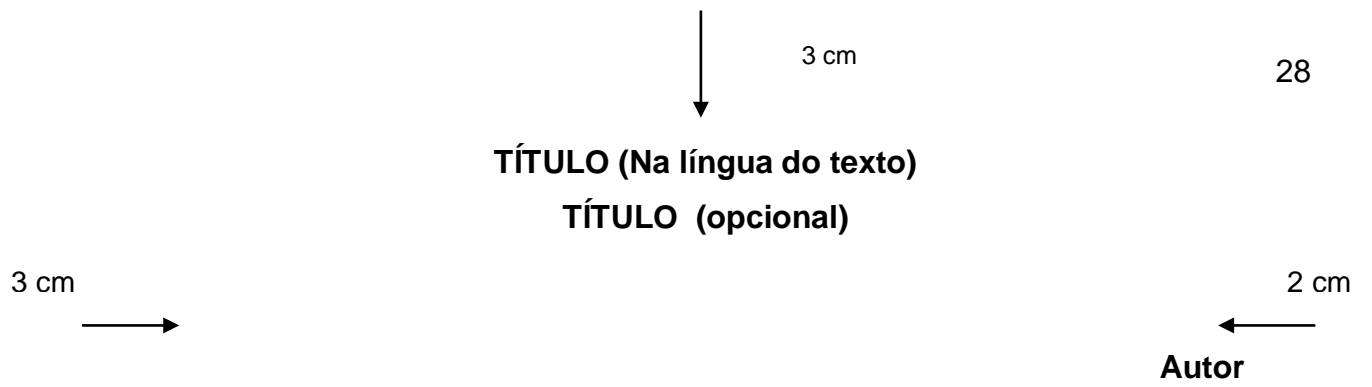 3 cm
28
TÍTULO (Na língua do texto)
TÍTULO (opcional)
3 cm
2 cm
Autor